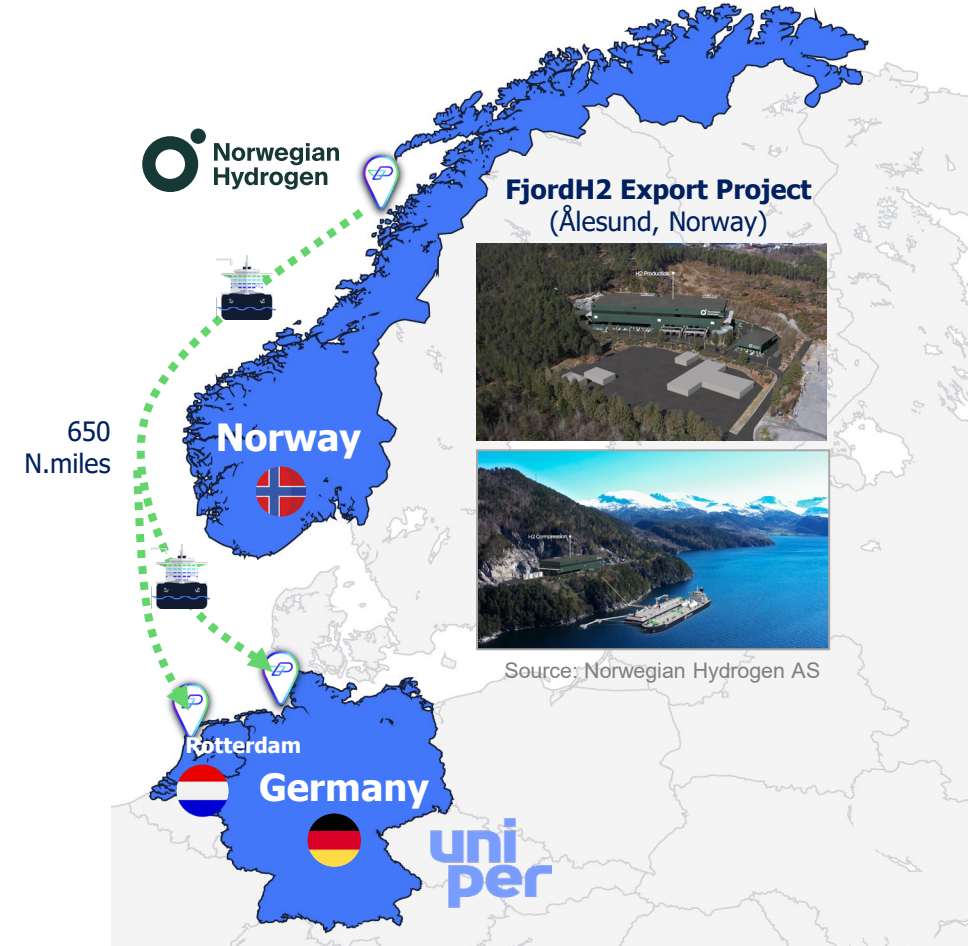 Norwegian
Hydrogen
FjordH2 Export Project
(Ålesund, Norway)
H2 Production
650
N.miles
Norway
H2 Compression
Source: Norwegian Hydrogen AS
Rotterdam
Germany
uni
per